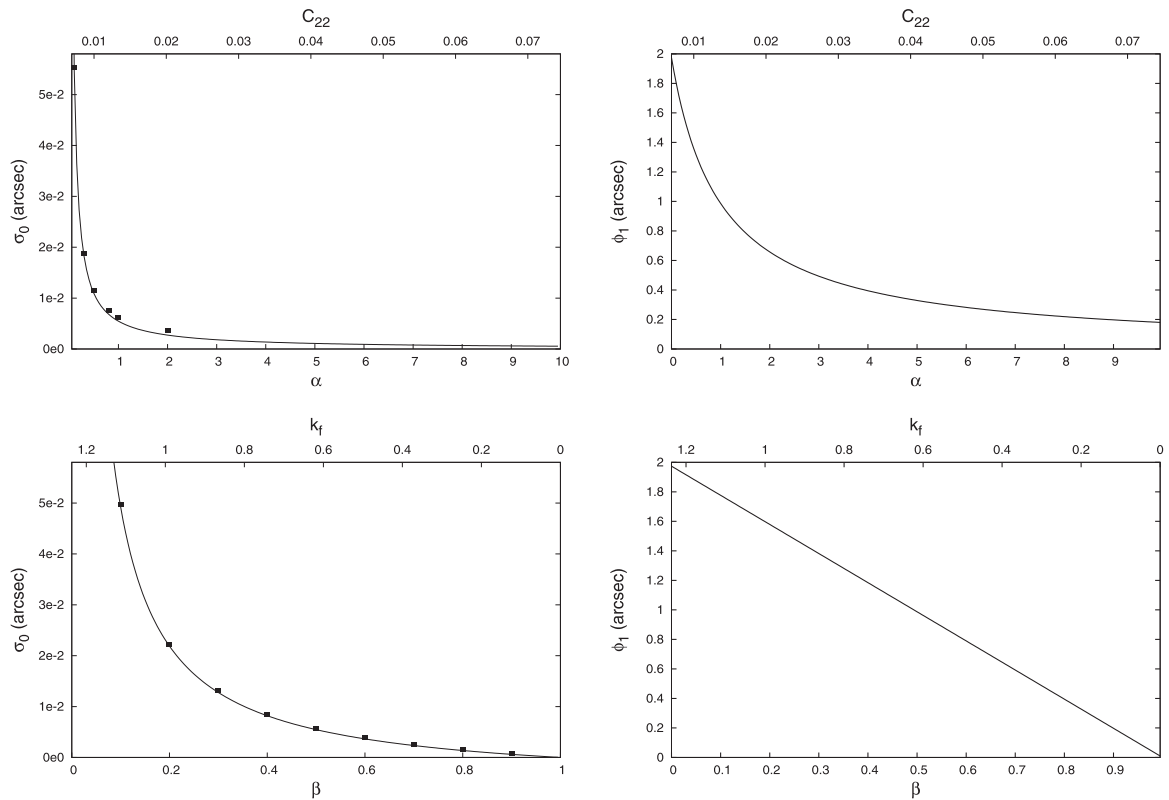 C22
0.01 0.02 0.03 0.04 0.05 0.06 0.07
5e-2
4e-2
3e-2
2e-2
1e-2
0e0
σ0 (arcsec)
1 2 3 4 5 6 7 8 9 10
α
C22
0.01 0.02 0.03 0.04 0.05 0.06 0.07
2
1.8
1.6
1.4
1.2
1
0.8
0.6
0.4
0.2
0
ϕ1 (arcsec)
0 1 2 3 4 5 6 7 8 9
α
kf
1.2 1 0.8 0.6 0.4 0.2 0
5e-2
4e-2
3e-2
2e-2
1e-2
0e0
σ0 (arcsec)
0 0.2 0.4 0.6 0.8 1
β
kf
1.2 1 0.8 0.6 0.4 0.2 0
2
1.8
1.6
1.4
1.2
1
0.8
0.6
0.4
0.2
0
ϕ1 (arcsec)
0 0.1 0.2 0.3 0.4 0.5 0.6 0.7 0.8 0.9
β